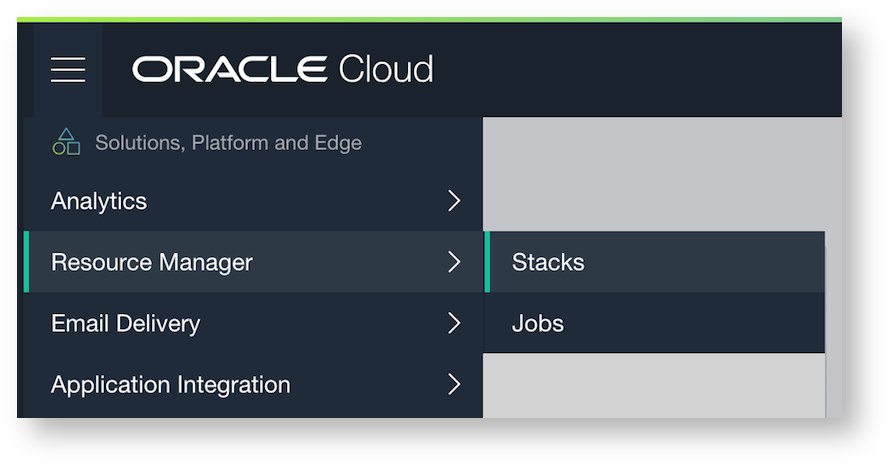 ORACLE Cloud
Solutions, Platform and Edge
Analytics
Resource Manager
Stacks
Email Delivery
Jobs
Application Integration